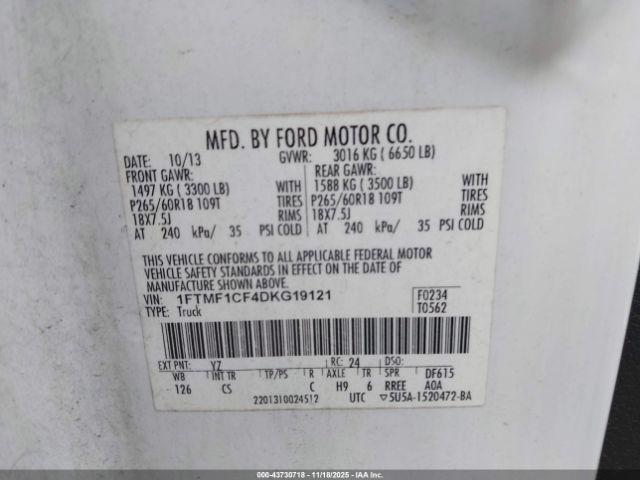 MFD. BY FORD MOTOR CO.
DATE: 10/13 GVWR: 3016 KG ( 6650 LB)
FRONT GAWR: REAR GAWR:
1497 KG ( 3300 LB) WITH 1588 KG ( 3500 LB) WITH
P265/60R18 109T TIRES P265/60R18 109T TIRES
18X7.5J RIMS 18X7.5J RIMS
AT 240 kPa/ 35 PSI COLD AT 240 kPa/ 35 PSI COLD
THIS VEHICLE CONFORMS TO ALL APPLICABLE FEDERAL MOTOR
VEHICLE SAFETY STANDARDS IN EFFECT ON THE DATE OF
MANUFACTURE SHOWN ABOVE.
VIN: 1FTMF1CF4DKG19121 F0234
TYPE: Truck T0562
EXT PNT: YZ RC: 24 DSO:
WB INT TR TP/PS R AXLE TR SPR DF615
126 CS C H9 6 RREE AOA
2201310024512 UTC ▽5U5A-1520472-BA
000-43730718 — 11/18/2025 — IAAI